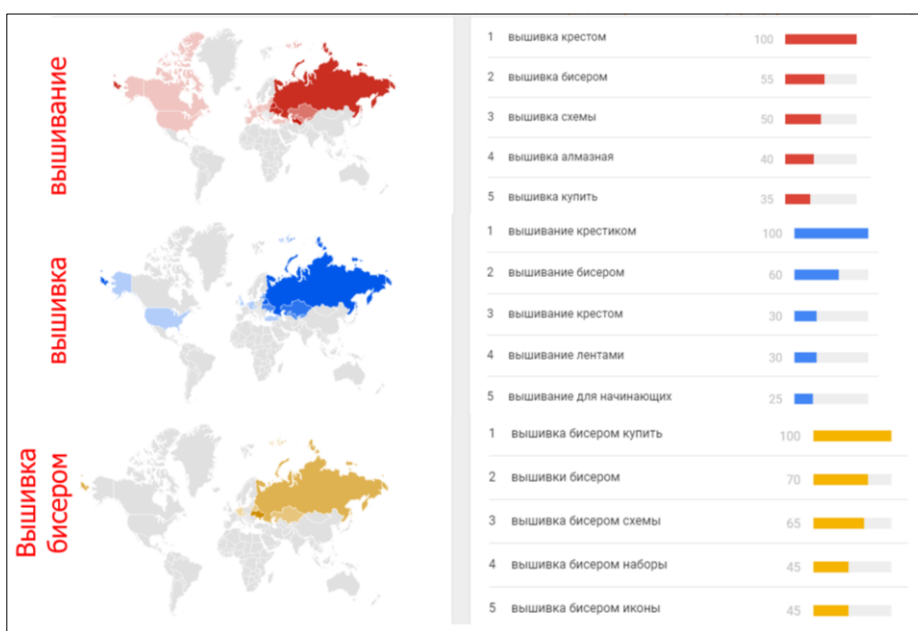 вышивание
1 вышивка крестом 100
2 вышивка бисером 55
3 вышивка схемы 50
4 вышивка алмазная 40
5 вышивка купить 35
вышивка
1 вышивание крестиком 100
2 вышивание бисером 60
3 вышивание крестом 30
4 вышивание лентами 30
5 вышивание для начинающих 25
Вышивка
бисером
1 вышивка бисером купить 100
2 вышивки бисером 70
3 вышивка бисером схемы 65
4 вышивка бисером наборы 45
5 вышивка бисером иконы 45